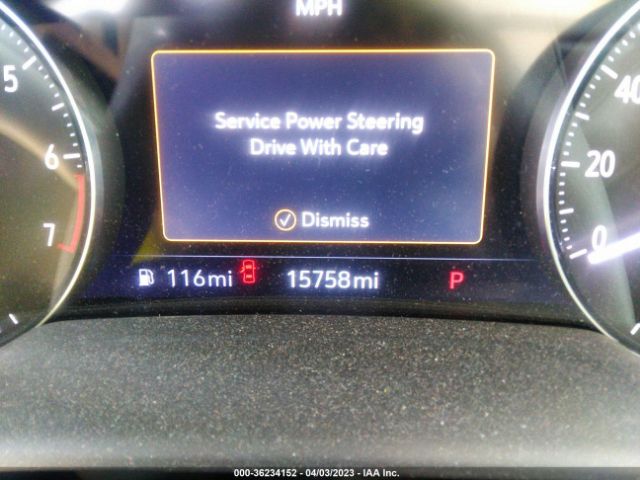 MPH
Service Power Steering
Drive With Care
Dismiss
5
6
7
40
20
0
116mi
15758mi
P
000-36234152 - 04/03/2023 - IAA Inc.